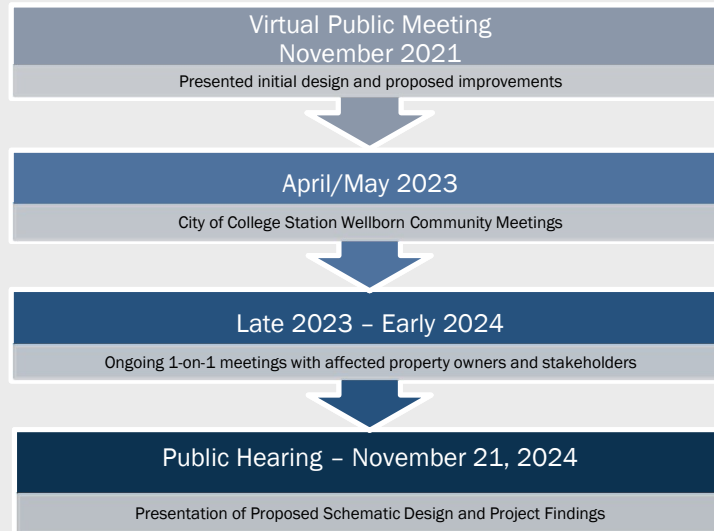 Virtual Public Meeting
November 2021
Presented initial design and proposed improvements
April/May 2023
City of College Station Wellborn Community Meetings
Late 2023 – Early 2024
Ongoing 1-on-1 meetings with affected property owners and stakeholders
Public Hearing – November 21, 2024
Presentation of Proposed Schematic Design and Project Findings